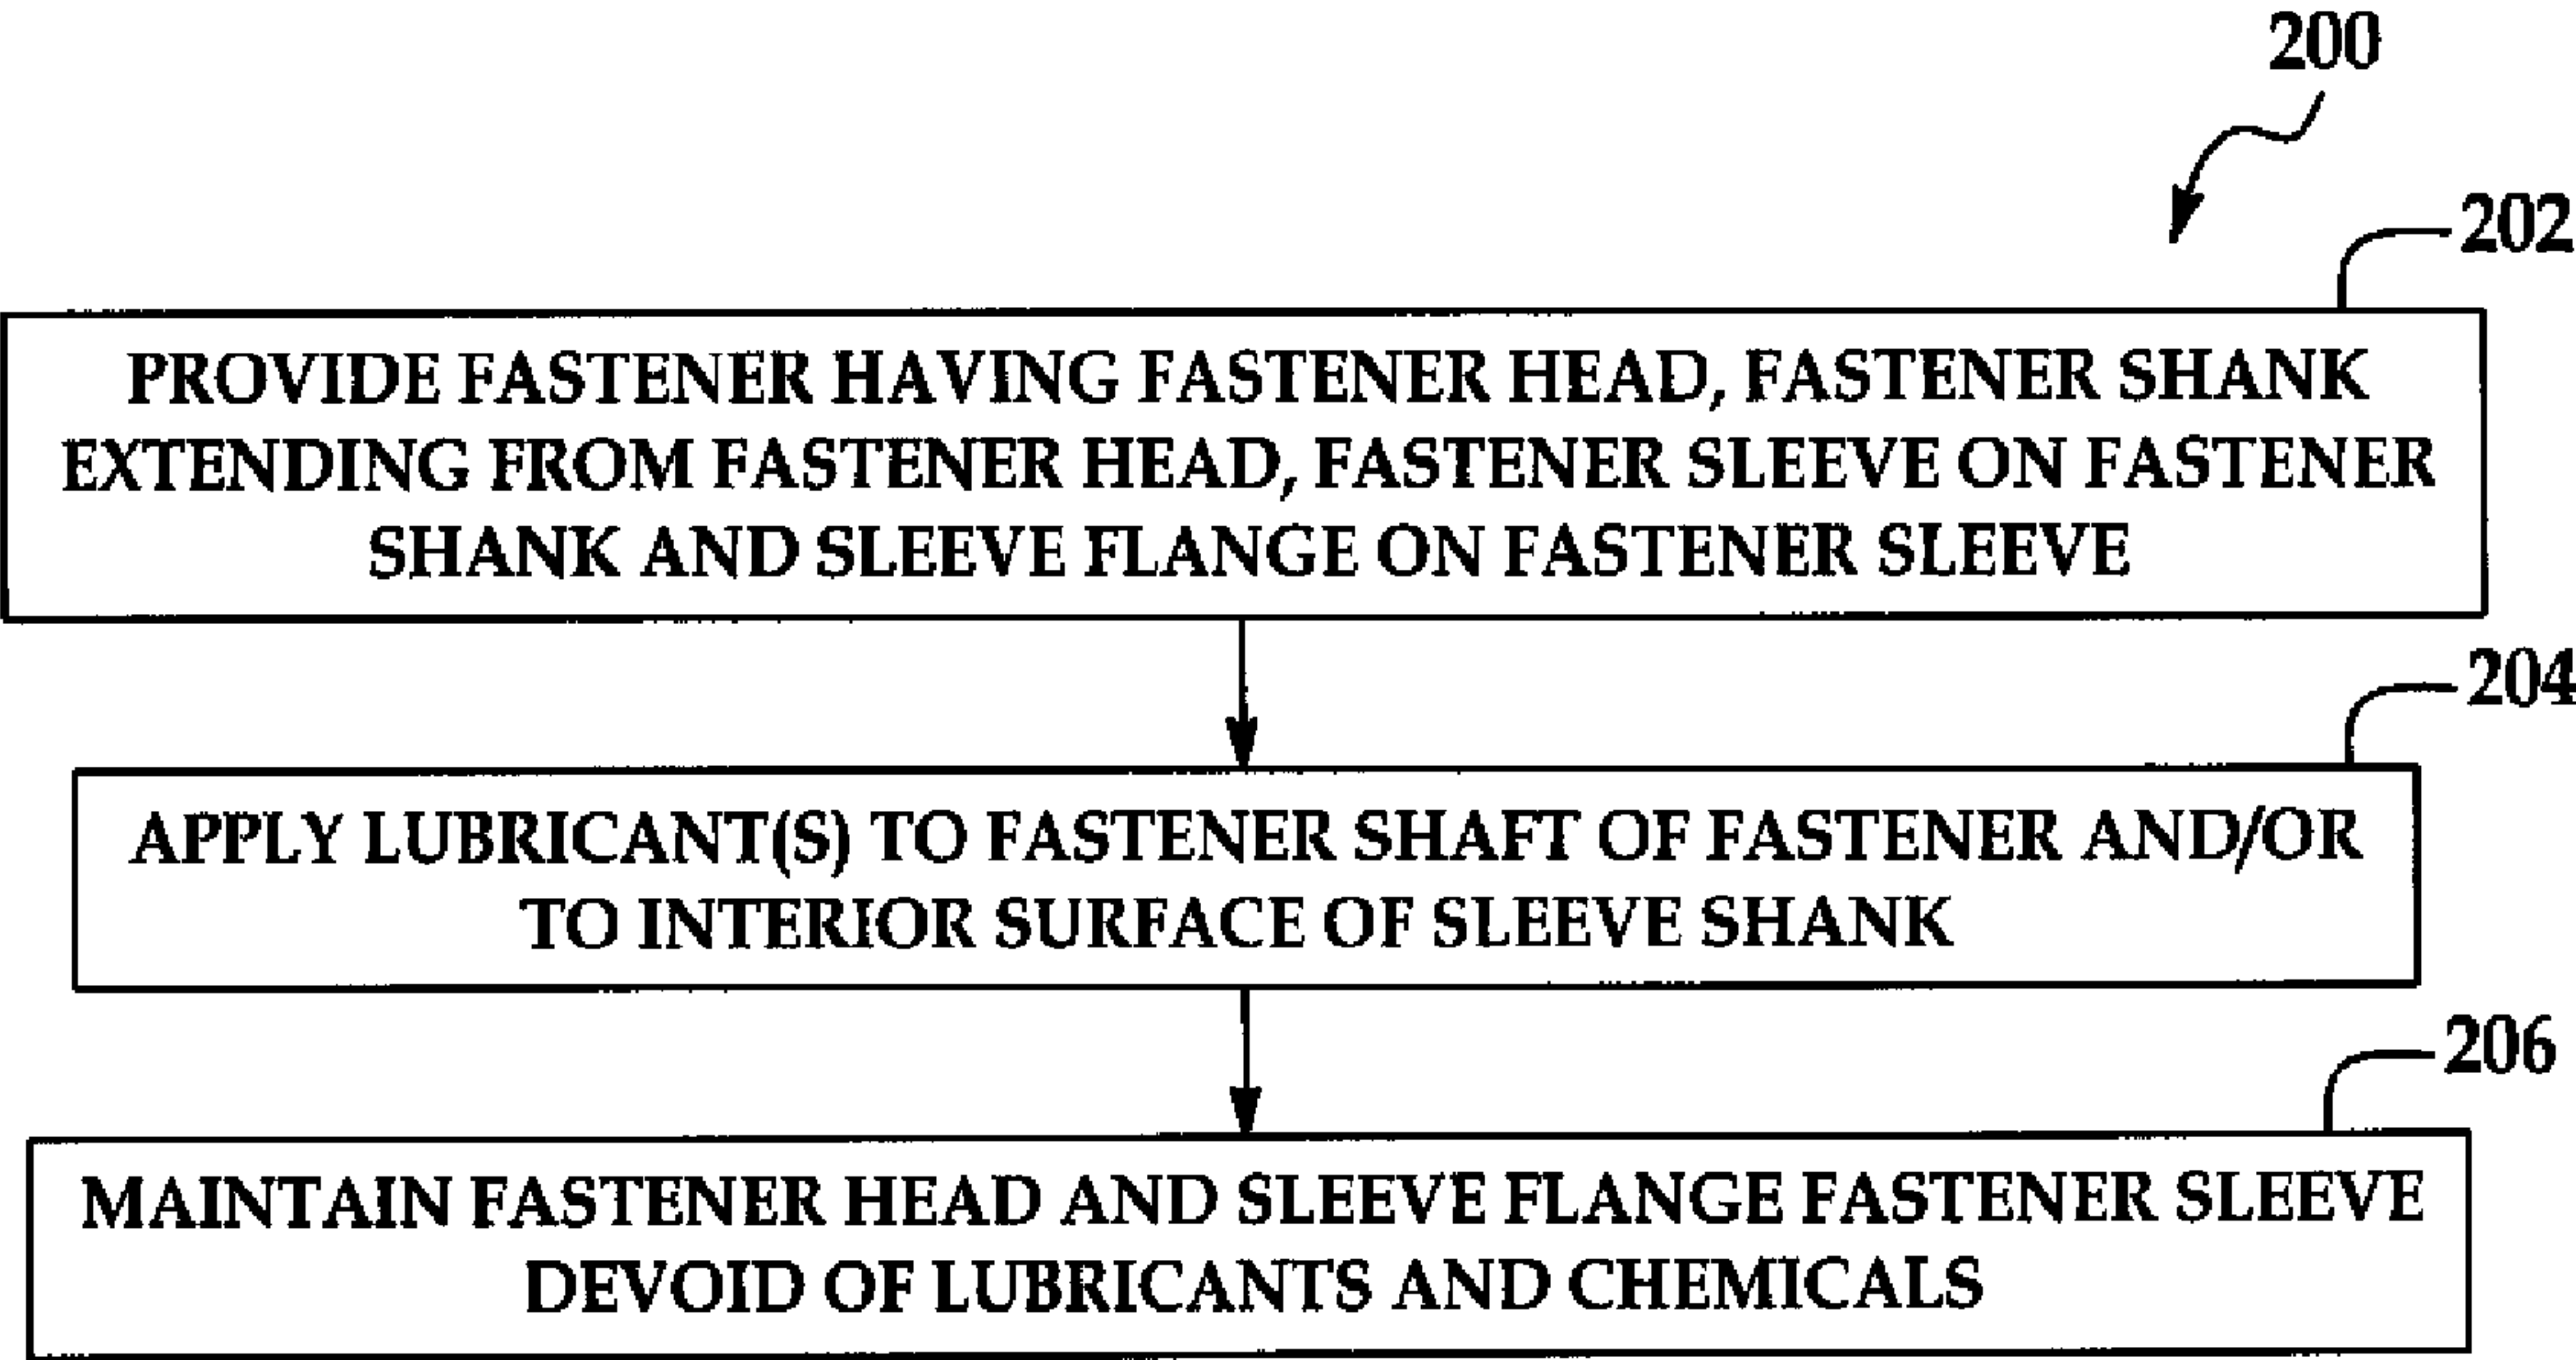 200
202
PROVIDE FASTENER HAVING FASTENER HEAD, FASTENER SHANK
EXTENDING FROM FASTENER HEAD, FASTENER SLEEVE ON FASTENER
SHANK AND SLEEVE FLANGE ON FASTENER SLEEVE
204
APPLY LUBRICANT(S) TO FASTENER SHAFT OF FASTENER AND/OR
TO INTERIOR SURFACE OF SLEEVE SHANK
206
MAINTAIN FASTENER HEAD AND SLEEVE FLANGE FASTENER SLEEVE
DEVOID OF LUBRICANTS AND CHEMICALS